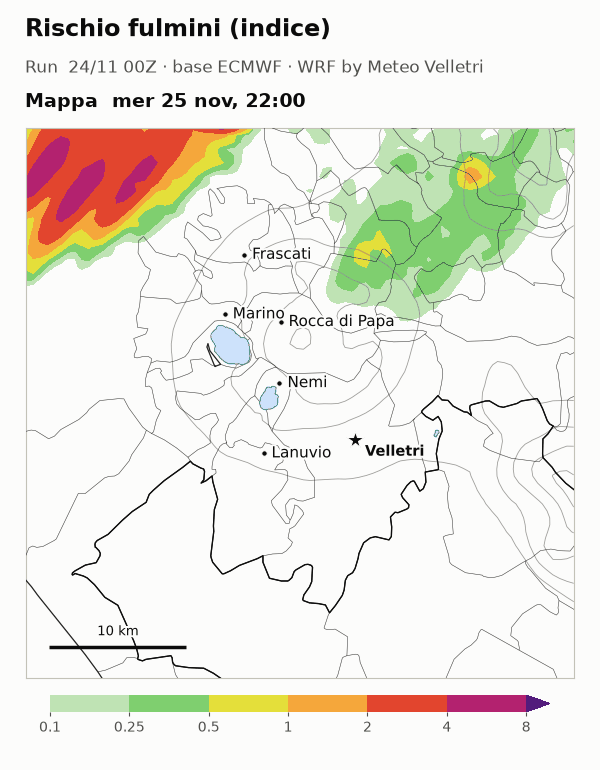 Rischio fulmini (indice)
Run 24/11 00Z · base ECMWF · WRF by Meteo Velletri
Mappa mer 25 nov, 22:00
Frascati
Marino
Rocca di Papa
Nemi
Velletri
Lanuvio
10 km
0.1 0.25 0.5 1 2 4 8